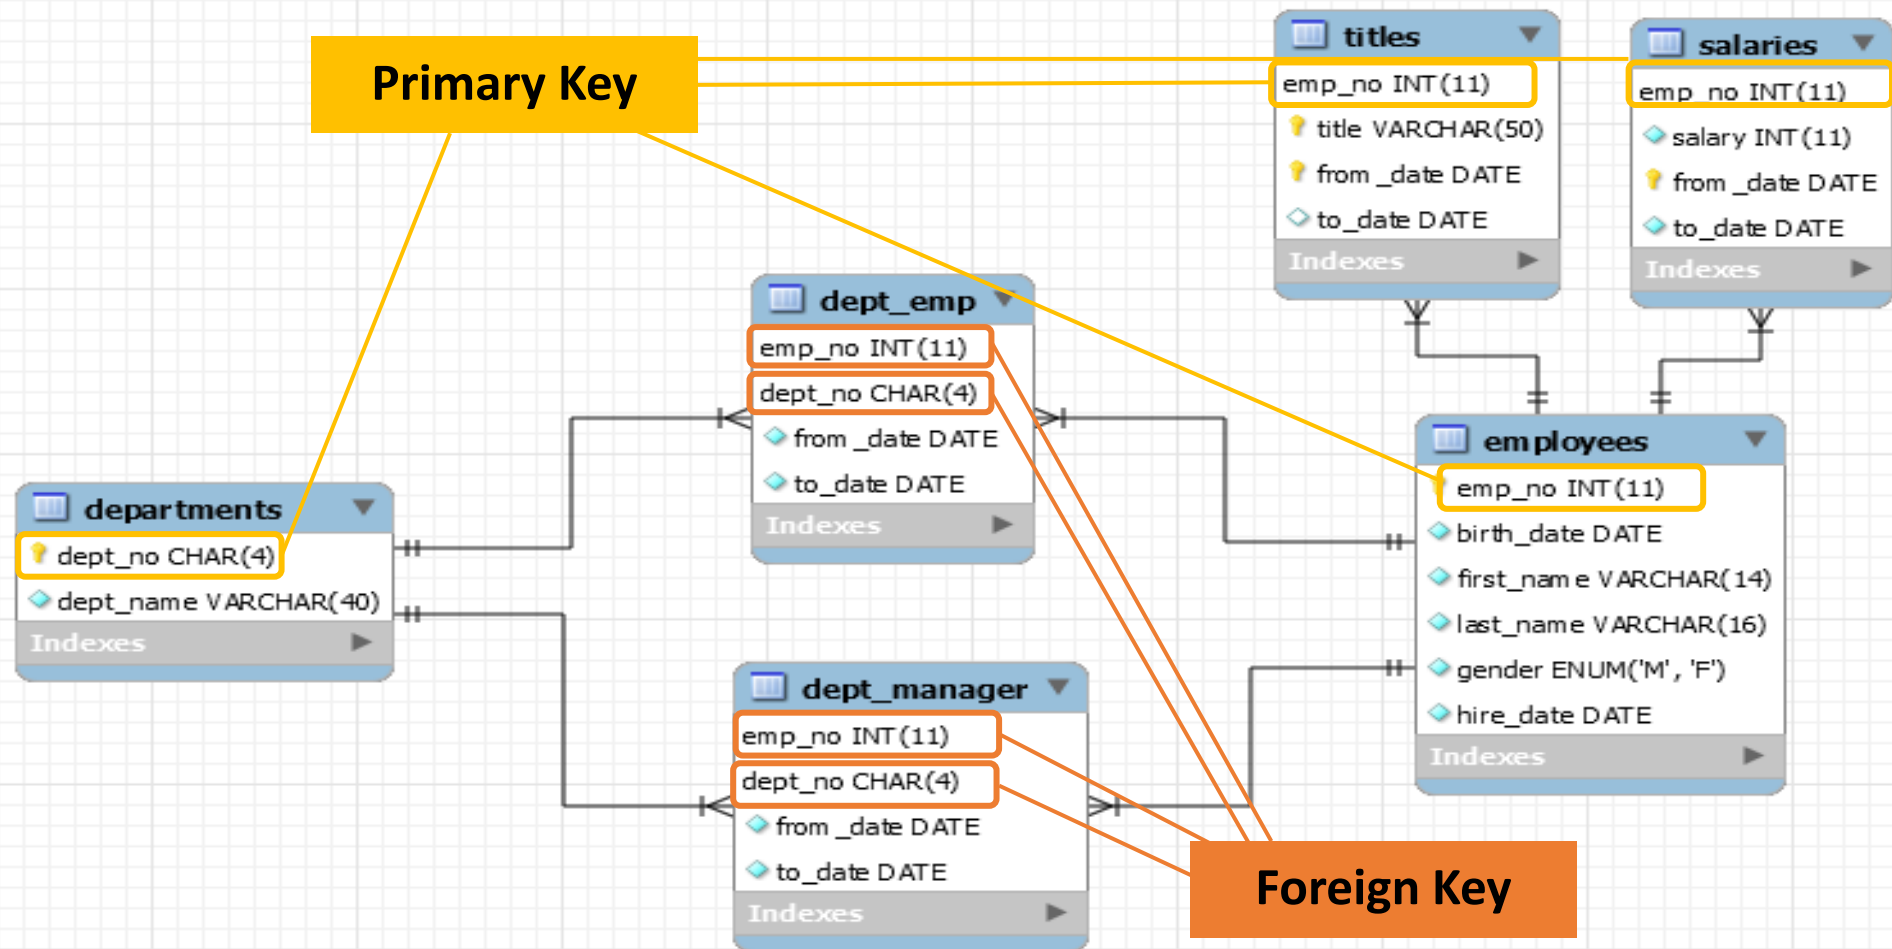 Primary Key
titles
emp_no INT(11)
title VARCHAR(50)
from_date DATE
to_date DATE
Indexes
salaries
emp_no INT(11)
salary INT(11)
from_date DATE
to_date DATE
Indexes
dept_emp
emp_no INT(11)
dept_no CHAR(4)
from_date DATE
to_date DATE
Indexes
employees
emp_no INT(11)
birth_date DATE
first_name VARCHAR(14)
last_name VARCHAR(16)
gender ENUM('M', 'F')
hire_date DATE
Indexes
departments
dept_no CHAR(4)
dept_name VARCHAR(40)
Indexes
dept_manager
emp_no INT(11)
dept_no CHAR(4)
from_date DATE
to_date DATE
Indexes
Foreign Key